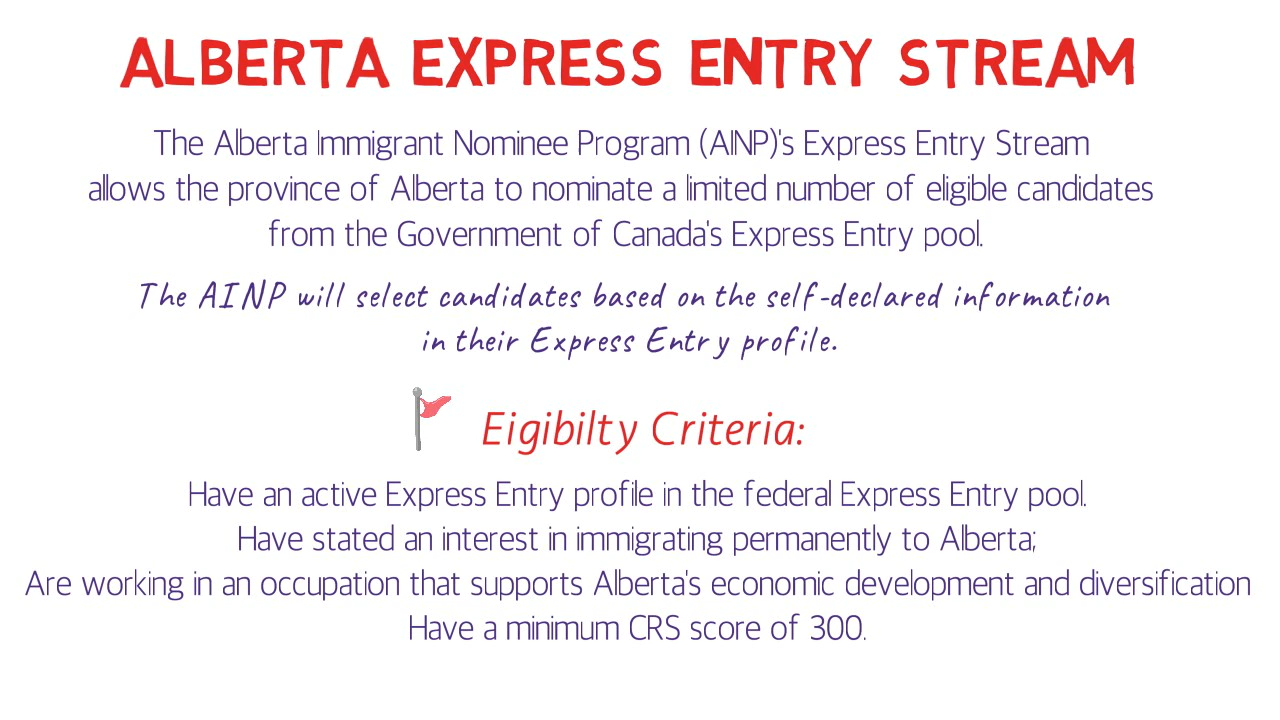 ALBERTA EXPRESS ENTRY STREAM
The Alberta Immigrant Nominee Program (AINP)'s Express Entry Stream
allows the province of Alberta to nominate a limited number of eligible candidates
from the Government of Canada's Express Entry pool.
The AINP will select candidates based on the self-declared information
in their Express Entry profile.
Eigibilty Criteria:
Have an active Express Entry profile in the federal Express Entry pool.
Have stated an interest in immigrating permanently to Alberta;
Are working in an occupation that supports Alberta's economic development and diversification
Have a minimum CRS score of 300.